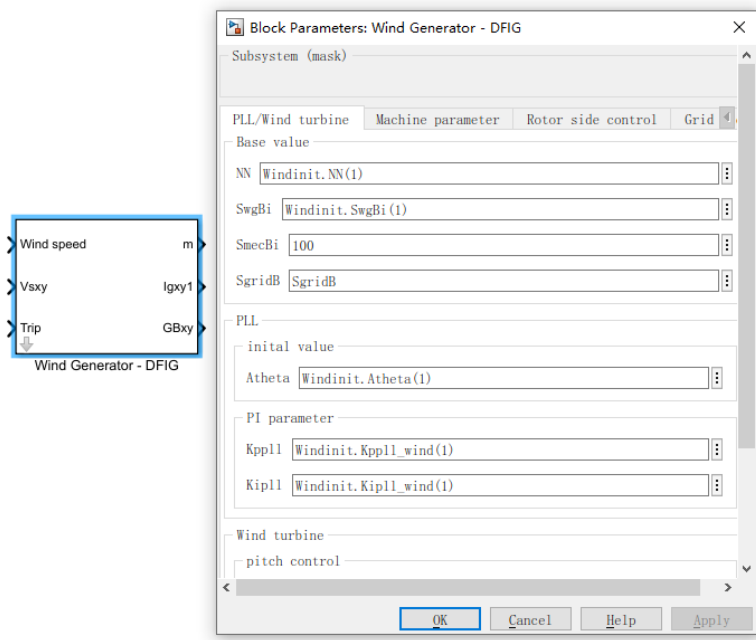 Block Parameters: Wind Generator - DFIG
Subsystem (mask)
PLL/Wind turbine Machine parameter Rotor side control Grid
Base value
NN Windinit.NN(1)
SwgBi Windinit.SwgBi(1)
SmecBi 100
SgridB SgridB
PLL
inital value
Atheta Windinit.Atheta(1)
PI parameter
Kppll Windinit.Kppll_wind(1)
Kipll Windinit.Kipll_wind(1)
Wind turbine
pitch control
OK Cancel Help Apply
Wind speed m
Vsxy Igxy1
Trip GBxy
Wind Generator - DFIG